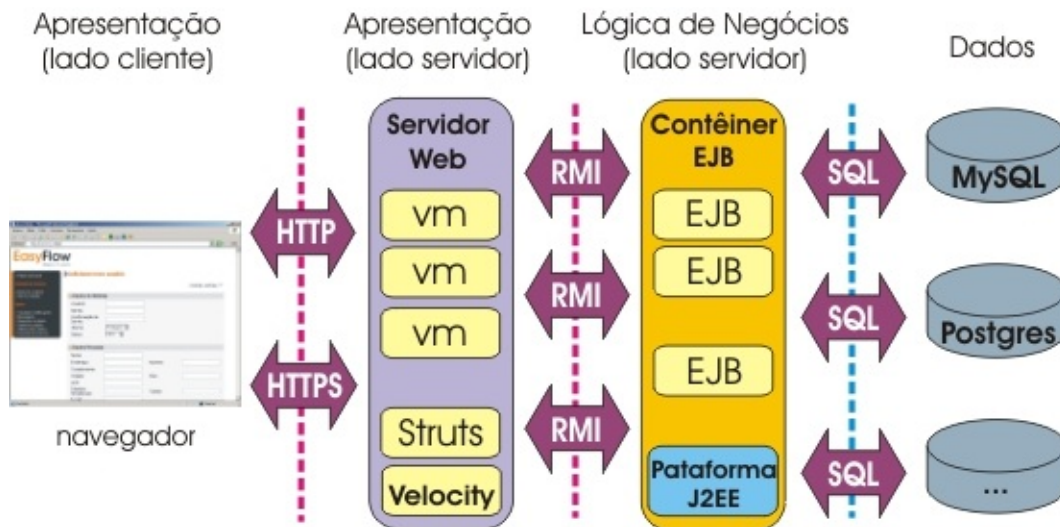 Apresentação
(lado cliente)
Apresentação
(lado servidor)
Lógica de Negócios
(lado servidor)
Dados
Servidor
Web
vm
vm
vm
Struts
Velocity
Contêiner
EJB
EJB
EJB
EJB
Pataforma
J2EE
HTTP
HTTPS
RMI
RMI
RMI
SQL
SQL
SQL
MySQL
Postgres
...
EasyFlow
navegador